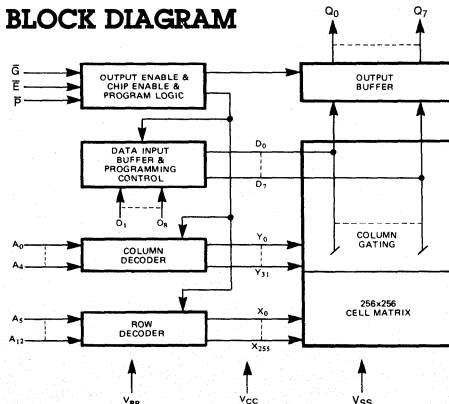 BLOCK DIAGRAM
Q0 Q7
G̅
E̅
P̅
OUTPUT ENABLE &
CHIP ENABLE &
PROGRAM LOGIC
OUTPUT
BUFFER
DATA INPUT
BUFFER &
PROGRAMMING
CONTROL
D0
D7
O1 O8
COLUMN
GATING
A0
A4
COLUMN
DECODER
Y0
Y31
256x256
CELL MATRIX
A5
A12
ROW
DECODER
X0
X255
VPP VCC VSS